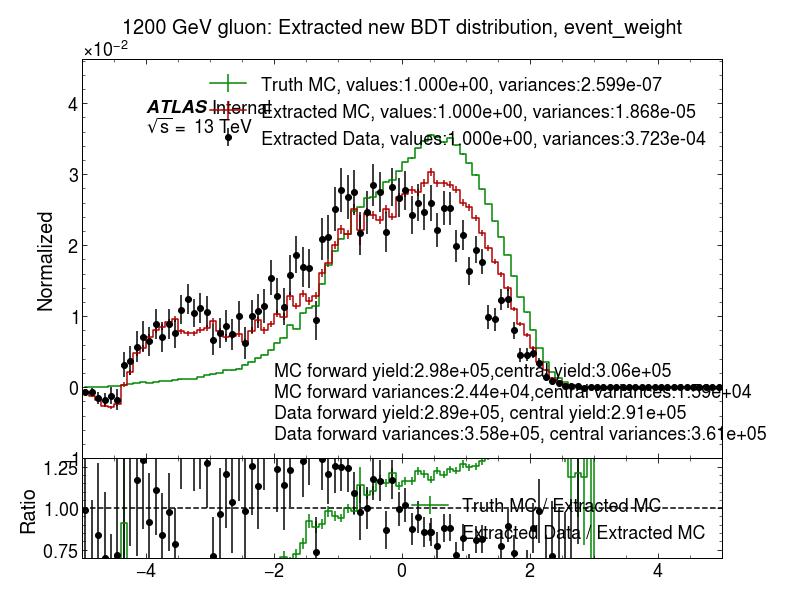 1200 GeV gluon: Extracted new BDT distribution, event_weight
×10−2
Truth MC, values:1.000e+00, variances:2.599e-07
ATLAS Internal
Extracted MC, values:1.000e+00, variances:1.868e-05
√s = 13 TeV
Extracted Data, values:1.000e+00, variances:3.723e-04
4
3
2
1
0
Normalized
MC forward yield:2.98e+05,central yield:3.06e+05
MC forward variances:2.44e+04,central variances:1.59e+04
Data forward yield:2.89e+05, central yield:2.91e+05
Data forward variances:3.58e+05, central variances:3.61e+05
1
1.25
1.00
0.75
Ratio
Truth MC / Extracted MC
Extracted Data / Extracted MC
−4 −2 0 2 4